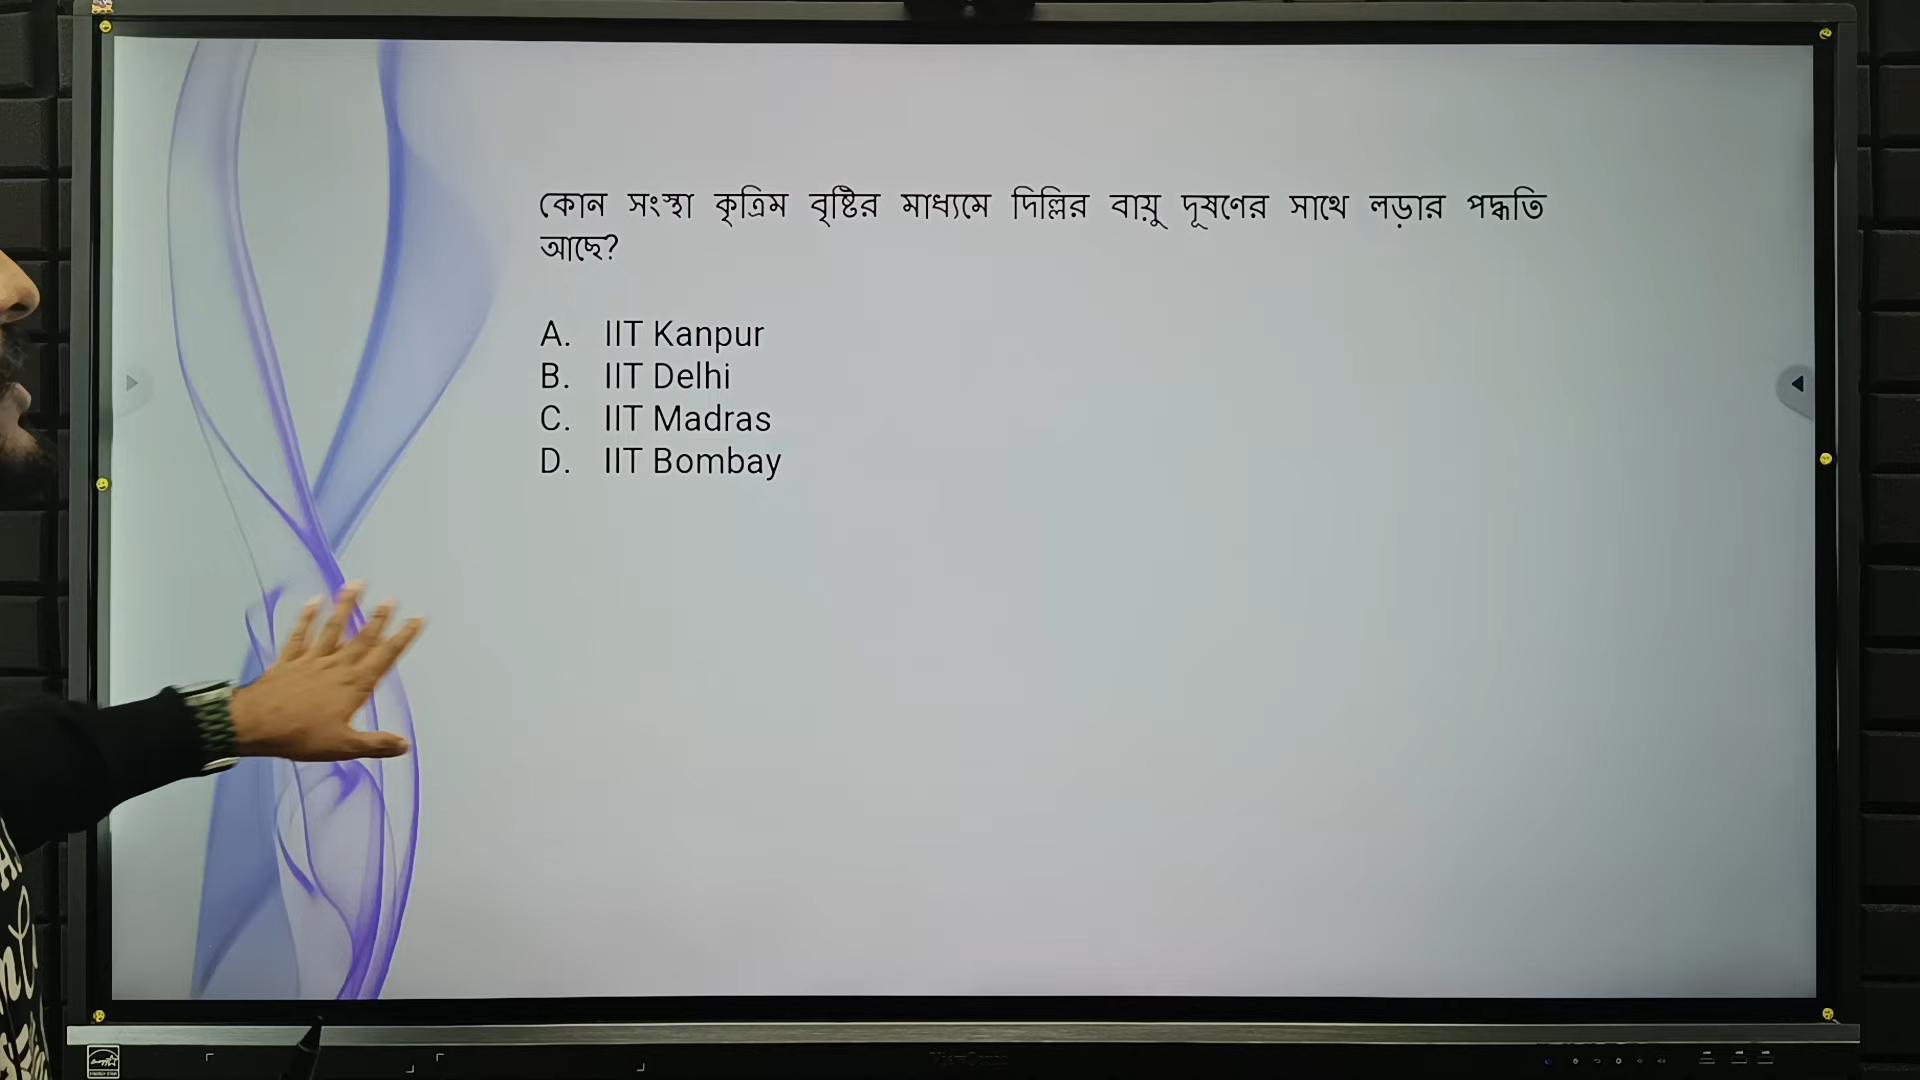 কোন সংস্থা কৃত্রিম বৃষ্টির মাধ্যমে দিল্লির বায়ু দূষণের সাথে লড়ার পদ্ধতি
আছে?
A. IIT Kanpur
B. IIT Delhi
C. IIT Madras
D. IIT Bombay